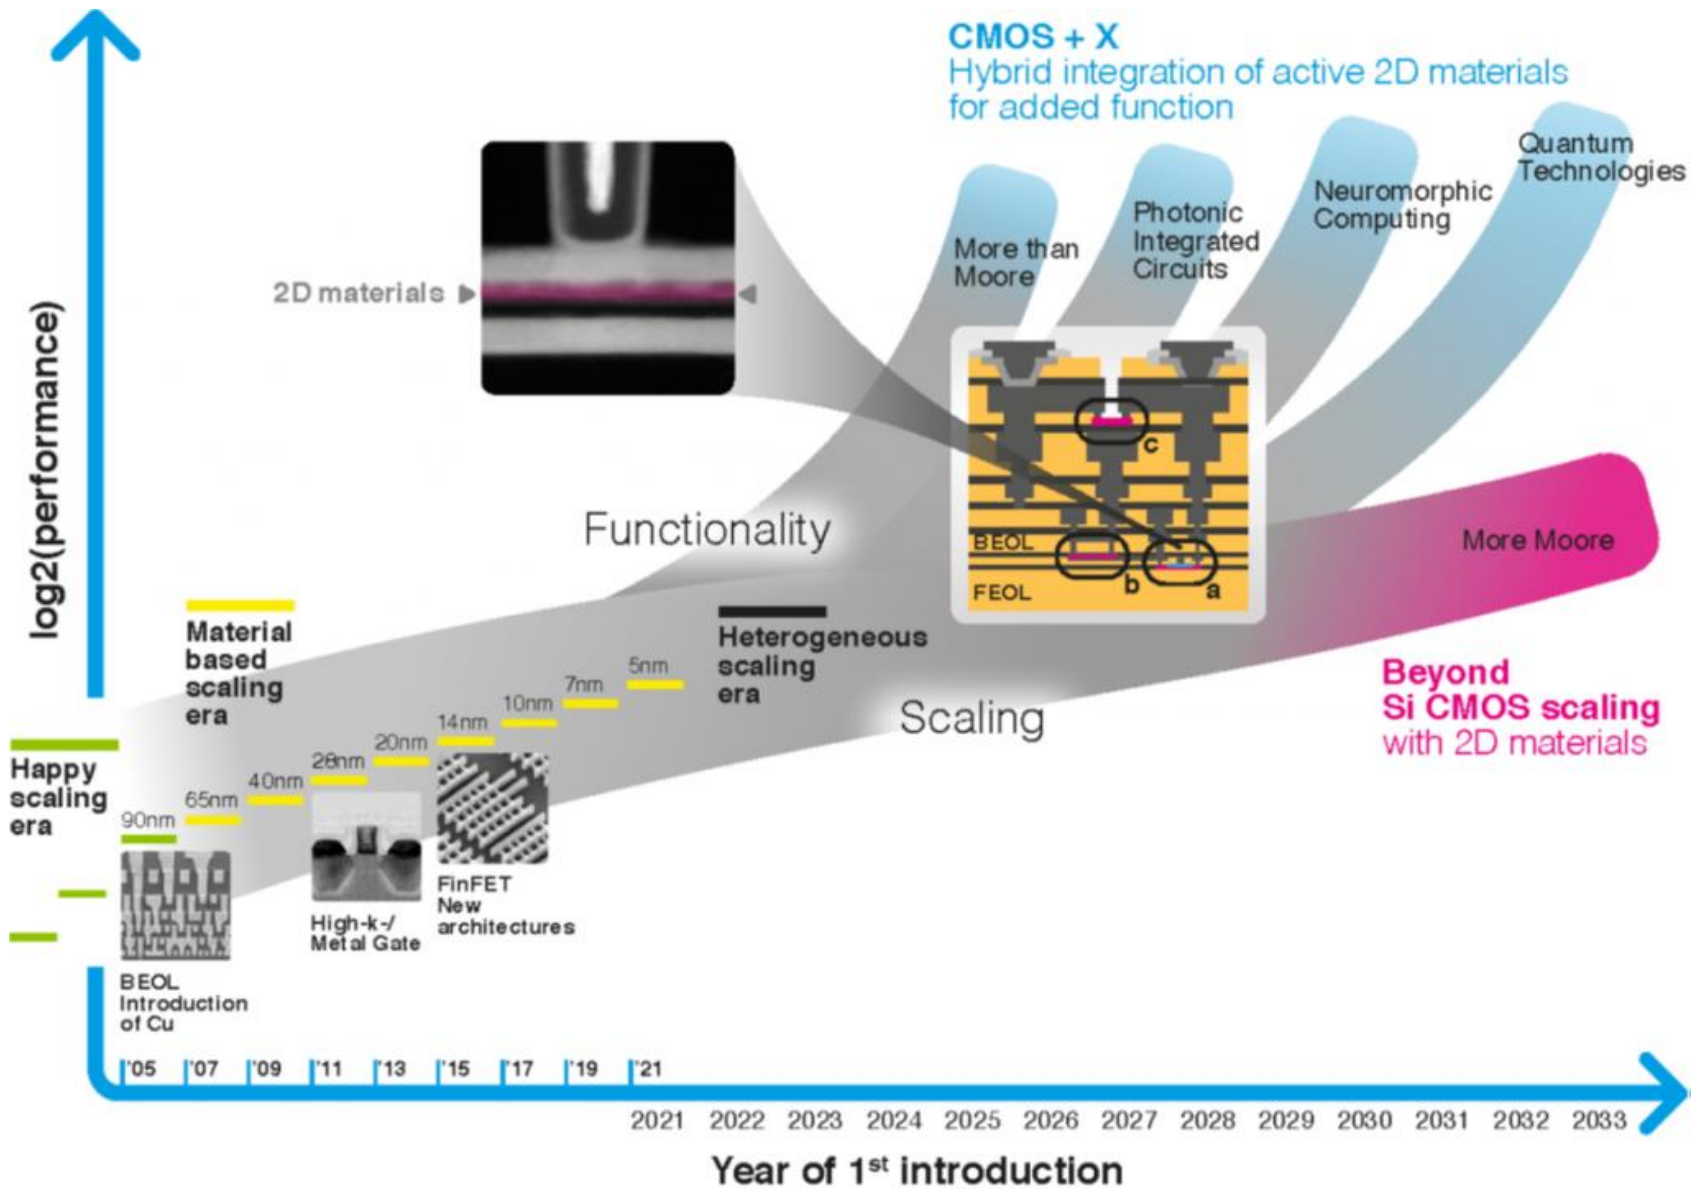 CMOS + X
Hybrid integration of active 2D materials
for added function
Quantum
Technologies
Neuromorphic
Computing
Photonic
Integrated
Circuits
More than
Moore
2D materials
log2(performance)
c
BEOL
FEOL
b
a
Functionality
More Moore
Material
based
scaling
era
Heterogeneous
scaling
era
Scaling
Beyond
Si CMOS scaling
with 2D materials
Happy
scaling
era
90nm
65nm
40nm
28nm
20nm
14nm
10nm
7nm
5nm
FinFET
New
architectures
High-k-/
Metal Gate
BEOL
Introduction
of Cu
'05 '07 '09 '11 '13 '15 '17 '19 '21
2021 2022 2023 2024 2025 2026 2027 2028 2029 2030 2031 2032 2033
Year of 1st introduction